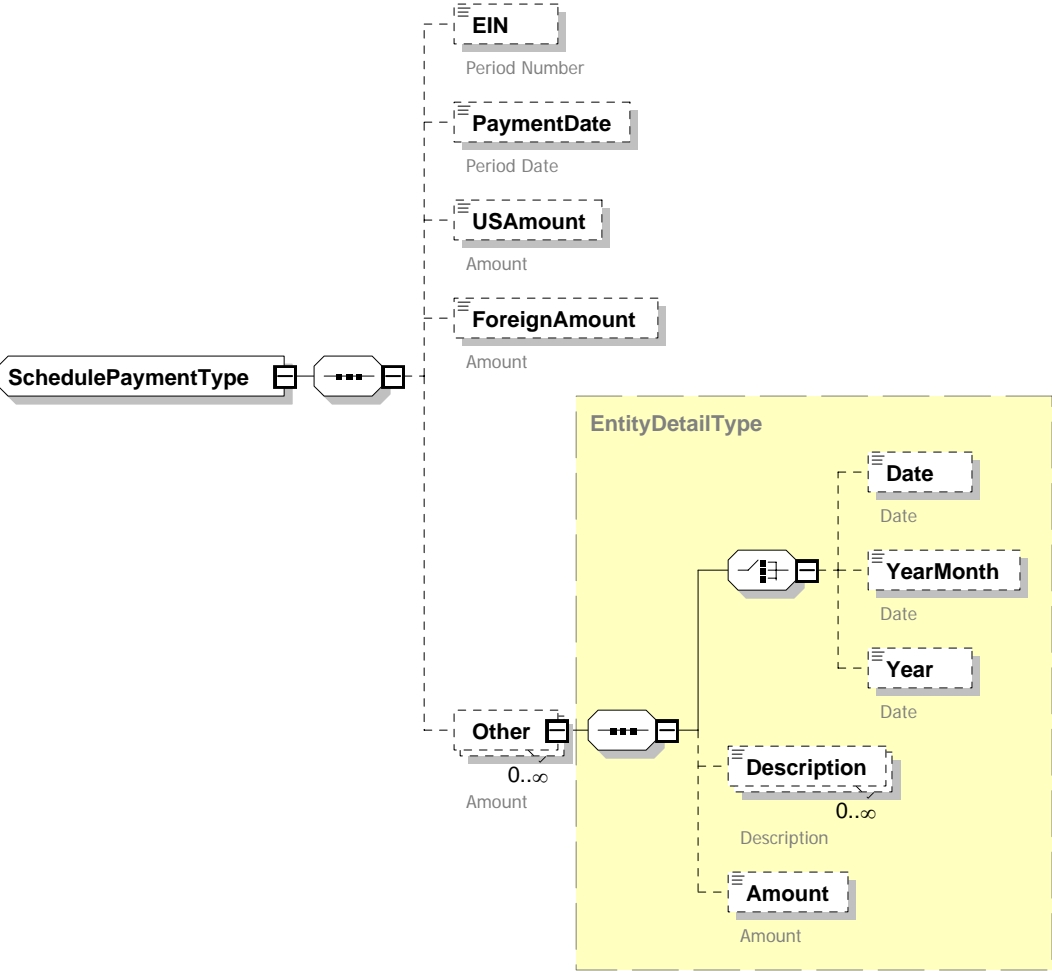 EIN
Period Number
PaymentDate
Period Date
USAmount
Amount
ForeignAmount
Amount
SchedulePaymentType
EntityDetailType
Date
Date
YearMonth
Date
Year
Date
Other
0..∞
Amount
Description
0..∞
Description
Amount
Amount